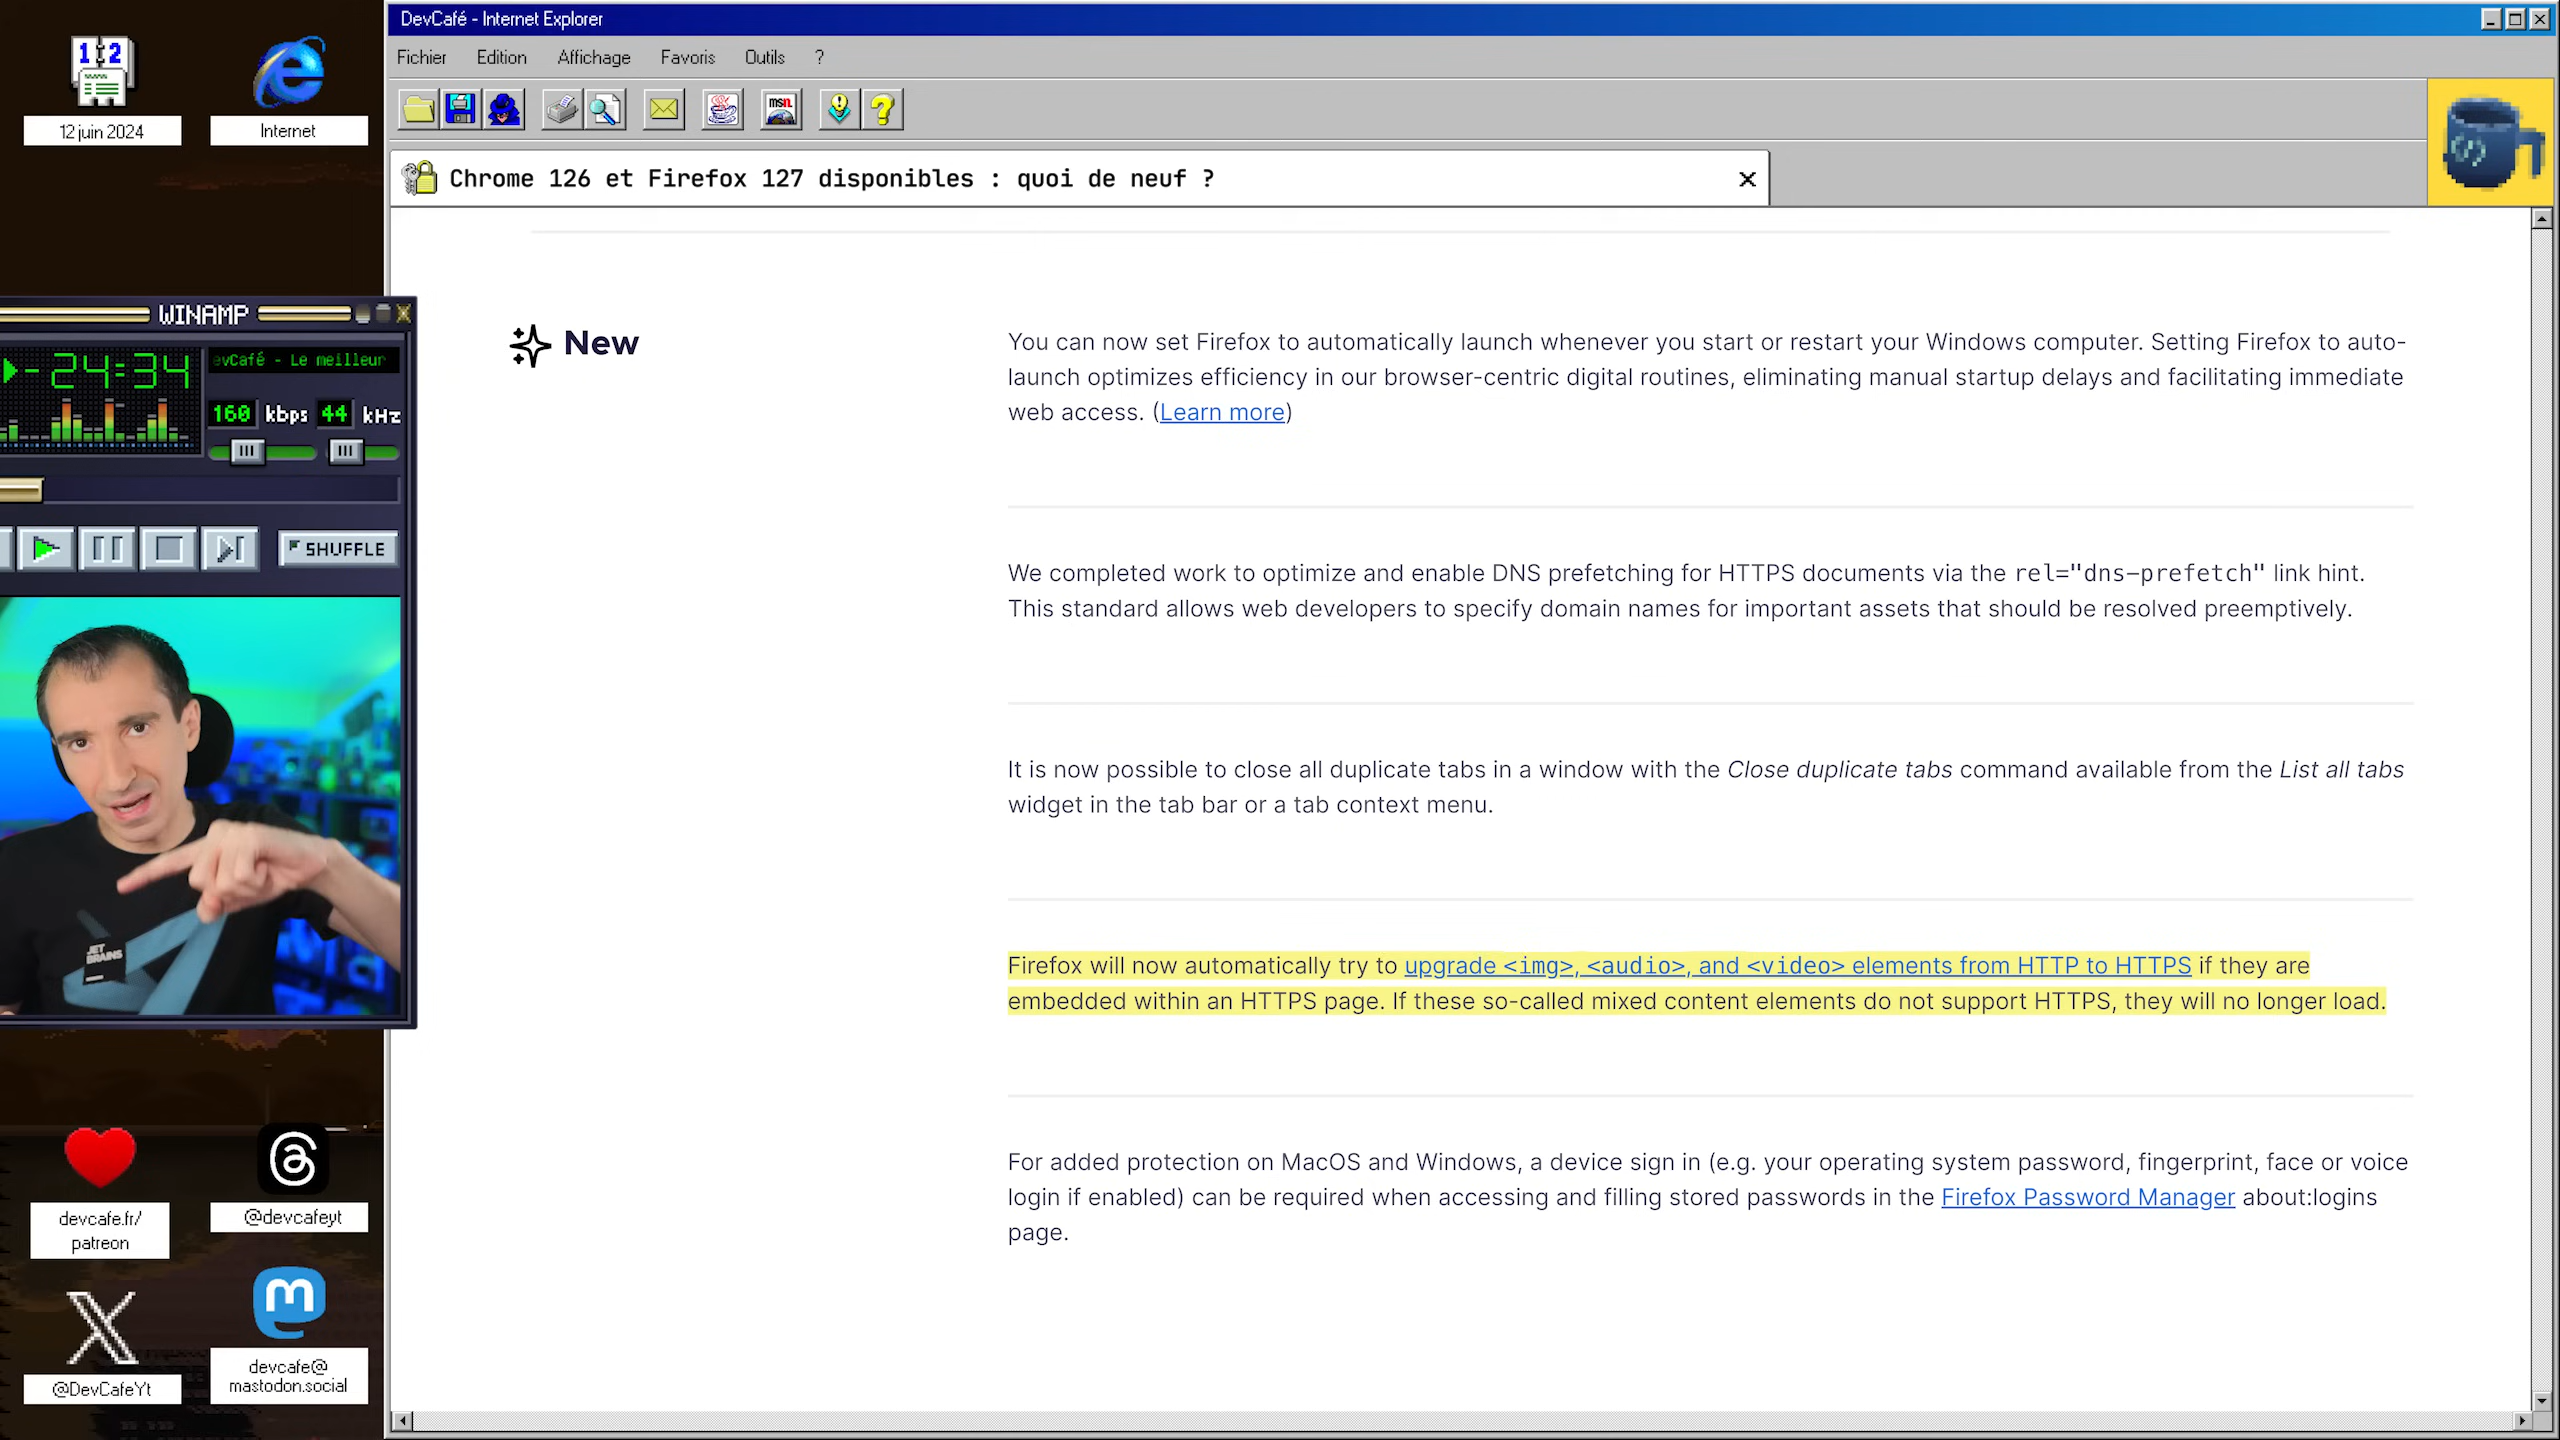 DevCafé - Internet Explorer
Fichier Edition Affichage Favoris Outils ?
12
12 juin 2024
Internet
msn
Chrome 126 et Firefox 127 disponibles : quoi de neuf ?
WINAMP
-24:34
evCafé - Le meilleur
160 kbps 44 kHz
SHUFFLE
JET
BRAINS
New
You can now set Firefox to automatically launch whenever you start or restart your Windows computer. Setting Firefox to auto-
launch optimizes efficiency in our browser-centric digital routines, eliminating manual startup delays and facilitating immediate
web access. (Learn more)
We completed work to optimize and enable DNS prefetching for HTTPS documents via the rel="dns-prefetch" link hint.
This standard allows web developers to specify domain names for important assets that should be resolved preemptively.
It is now possible to close all duplicate tabs in a window with the Close duplicate tabs command available from the List all tabs
widget in the tab bar or a tab context menu.
Firefox will now automatically try to upgrade <img>, <audio>, and <video> elements from HTTP to HTTPS if they are
embedded within an HTTPS page. If these so-called mixed content elements do not support HTTPS, they will no longer load.
For added protection on MacOS and Windows, a device sign in (e.g. your operating system password, fingerprint, face or voice
login if enabled) can be required when accessing and filling stored passwords in the Firefox Password Manager about:logins
page.
devcafe.fr/
patreon
@devcafeyt
@DevCafeYt
devcafe@
mastodon.social